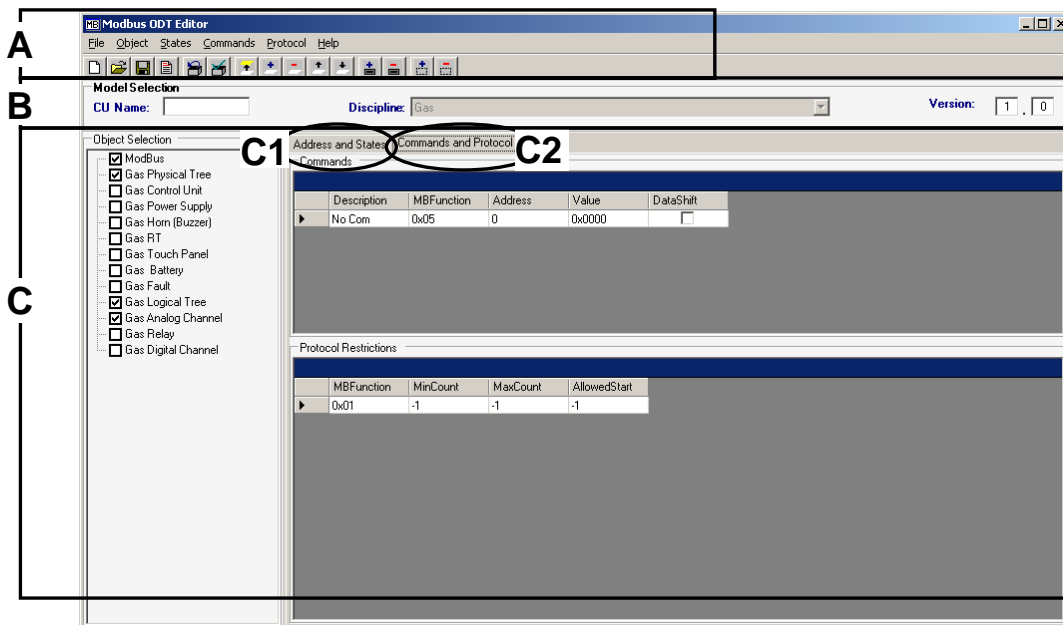 A
MB Modbus ODT Editor
File Object States Commands Protocol Help
B
Model Selection
CU Name:
Discipline: Gas
Version: 1 . 0
C
Object Selection
ModBus
Gas Physical Tree
Gas Control Unit
Gas Power Supply
Gas Horn (Buzzer)
Gas RT
Gas Touch Panel
Gas Battery
Gas Fault
Gas Logical Tree
Gas Analog Channel
Gas Relay
Gas Digital Channel
C1 Address and States Commands and Protocol C2
Commands
Description MBFunction Address Value DataShift
No Com 0x05 0 0x0000
Protocol Restrictions
MBFunction MinCount MaxCount AllowedStart
0x01 -1 -1 -1